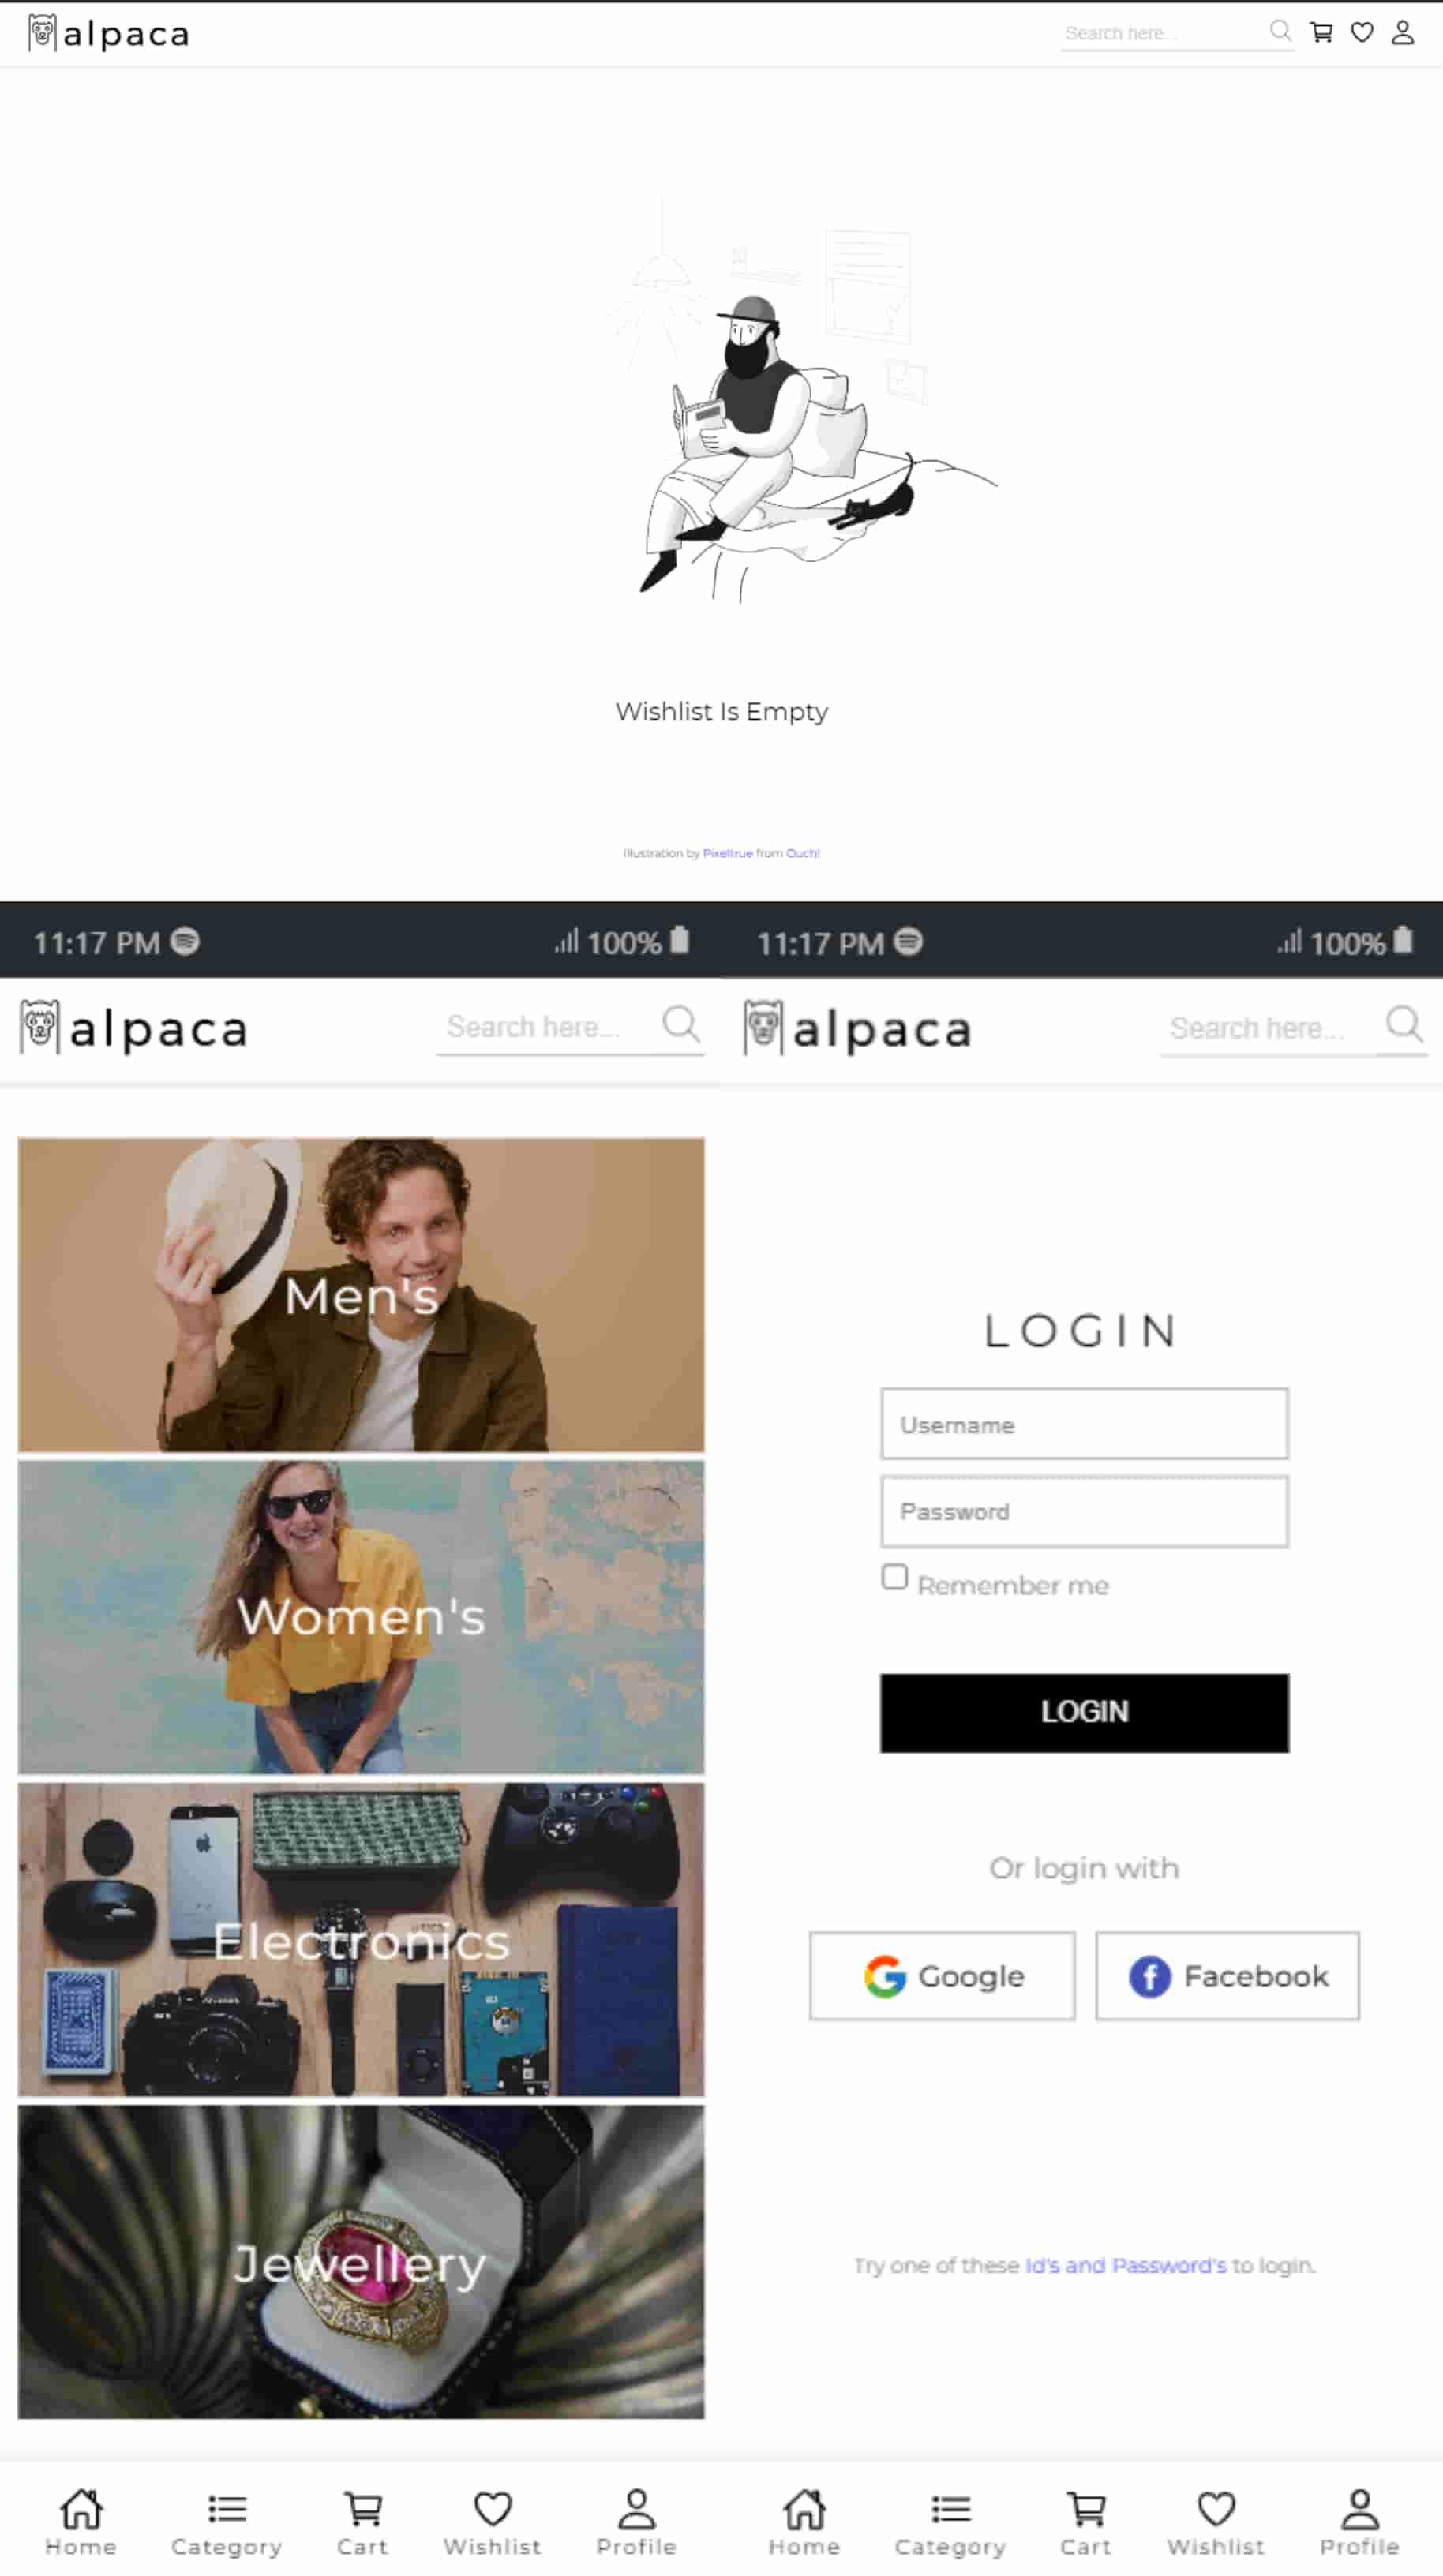 alpaca
Search here...
Wishlist Is Empty
Illustration by Pixeltrue from Ouch!
11:17 PM
100%
alpaca
Search here...
Men's
Women's
Electronics
Jewellery
Home Category Cart Wishlist Profile
11:17 PM
100%
alpaca
Search here...
LOGIN
Username
Password
Remember me
LOGIN
Or login with
Google Facebook
Try one of these Id's and Password's to login.
Home Category Cart Wishlist Profile